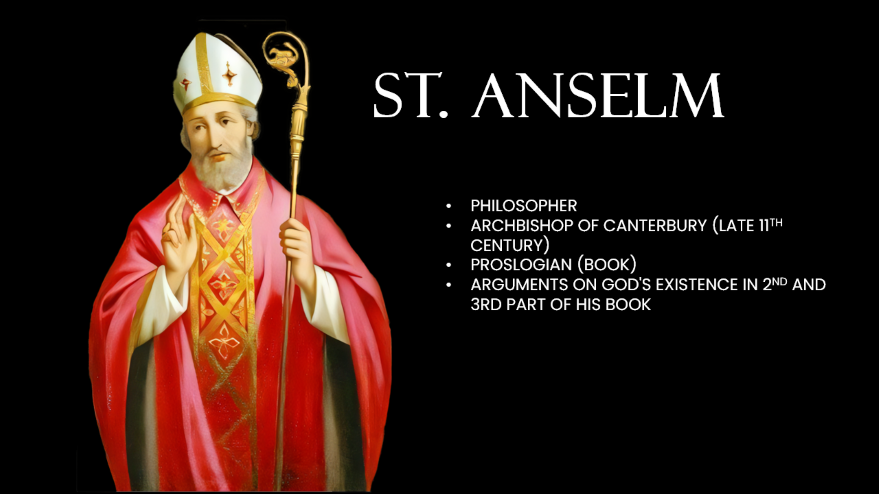 ST. ANSELM
• PHILOSOPHER
• ARCHBISHOP OF CANTERBURY (LATE 11TH
CENTURY)
• PROSLOGIAN (BOOK)
• ARGUMENTS ON GOD'S EXISTENCE IN 2ND AND
3RD PART OF HIS BOOK